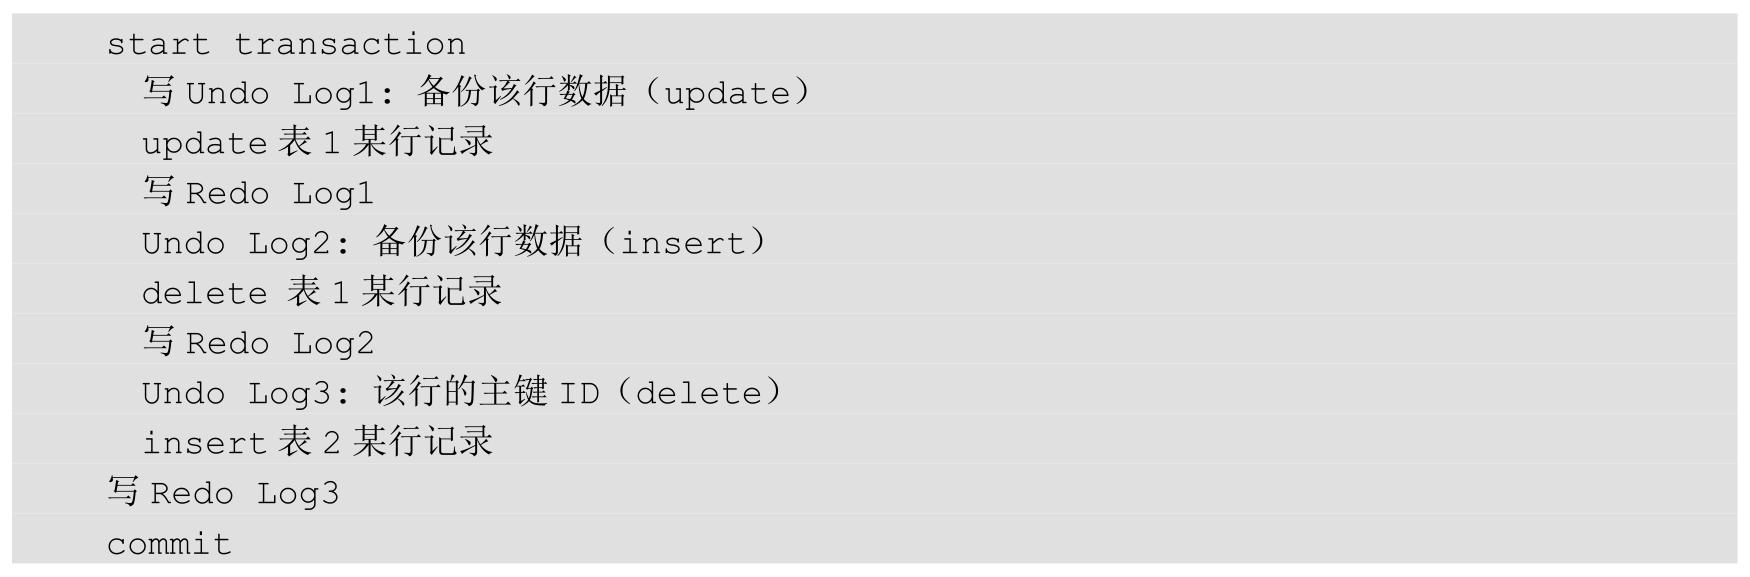 start transaction
写 Undo Log1: 备份该行数据（update）
update 表 1 某行记录
写 Redo Log1
Undo Log2: 备份该行数据（insert）
delete 表 1 某行记录
写 Redo Log2
Undo Log3: 该行的主键 ID（delete）
insert 表 2 某行记录
写 Redo Log3
commit